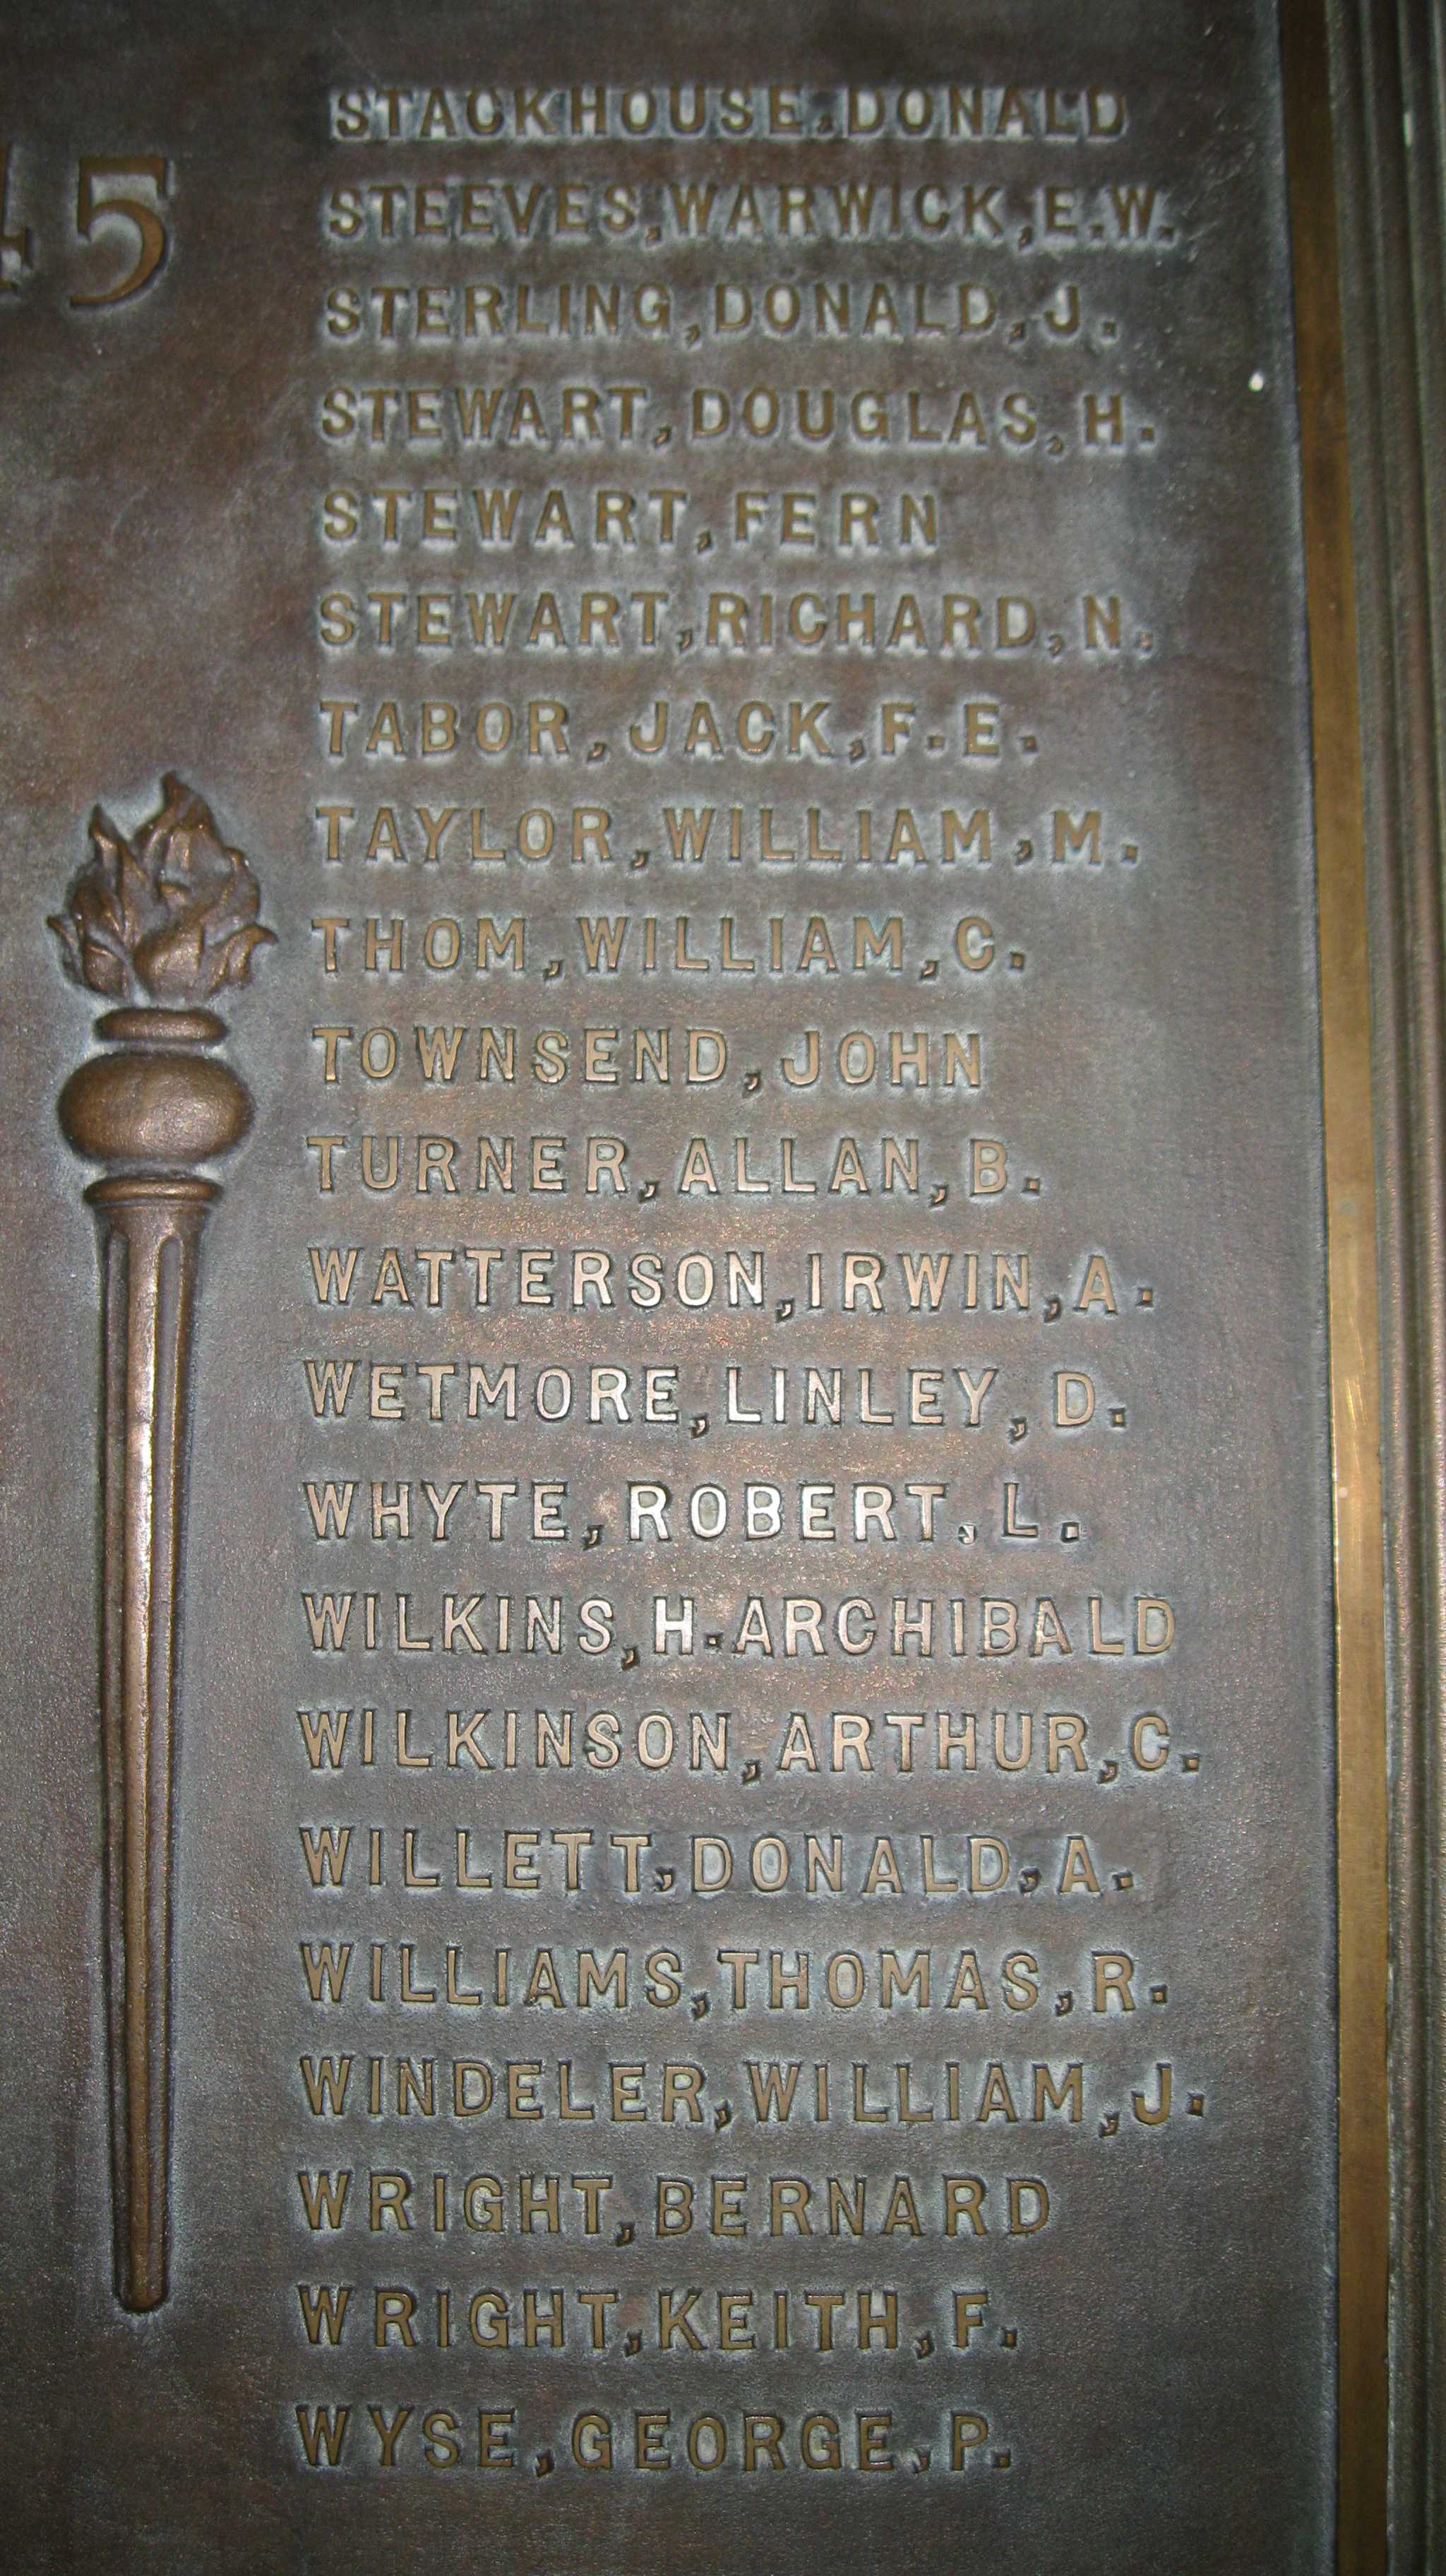 45
STACKHOUSE,DONALD
STEEVES,WARWICK,E.W.
STERLING,DONALD,J.
STEWART,DOUGLAS,H.
STEWART,FERN
STEWART,RICHARD,N.
TABOR,JACK,F.E.
TAYLOR,WILLIAM,M.
THOM,WILLIAM,C.
TOWNSEND,JOHN
TURNER,ALLAN,B.
WATTERSON,IRWIN,A.
WETMORE,LINLEY,D.
WHYTE,ROBERT,L.
WILKINS,H.ARCHIBALD
WILKINSON,ARTHUR,C.
WILLETT,DONALD,A.
WILLIAMS,THOMAS,R.
WINDELER,WILLIAM,J.
WRIGHT,BERNARD
WRIGHT,KEITH,F.
WYSE,GEORGE,P.